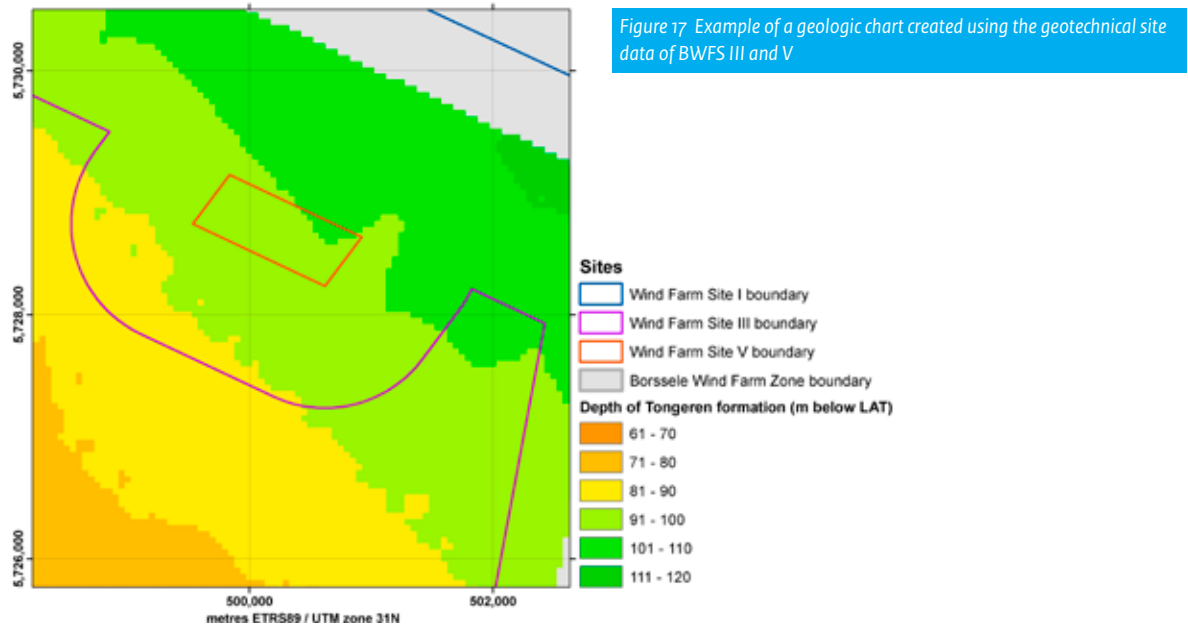 Figure 17 Example of a geologic chart created using the geotechnical site
data of BWFS III and V
5,730,000
5,728,000
5,726,000
500,000
502,000
metres ETRS89 / UTM zone 31N
Sites
Wind Farm Site I boundary
Wind Farm Site III boundary
Wind Farm Site V boundary
Borssele Wind Farm Zone boundary
Depth of Tongeren formation (m below LAT)
61 - 70
71 - 80
81 - 90
91 - 100
101 - 110
111 - 120